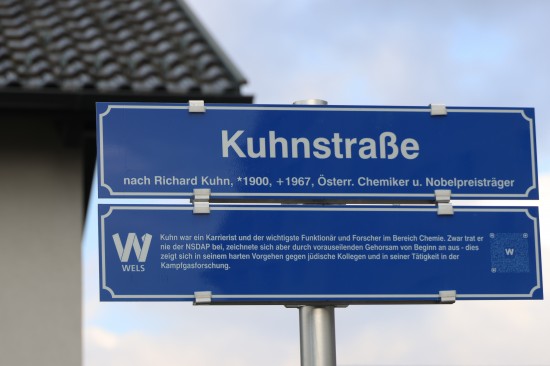 Kuhnstraße
nach Richard Kuhn, *1900, +1967, Österr. Chemiker u. Nobelpreisträger
W
WELS
Kuhn war ein Karrierist und der wichtigste Funktionär und Forscher im Bereich Chemie. Zwar trat er
nie der NSDAP bei, zeichnete sich aber durch vorauseilenden Gehorsam von Beginn an aus - dies
zeigt sich in seinem harten Vorgehen gegen jüdische Kollegen und in seiner Tätigkeit in der
Kampfgasforschung.
W